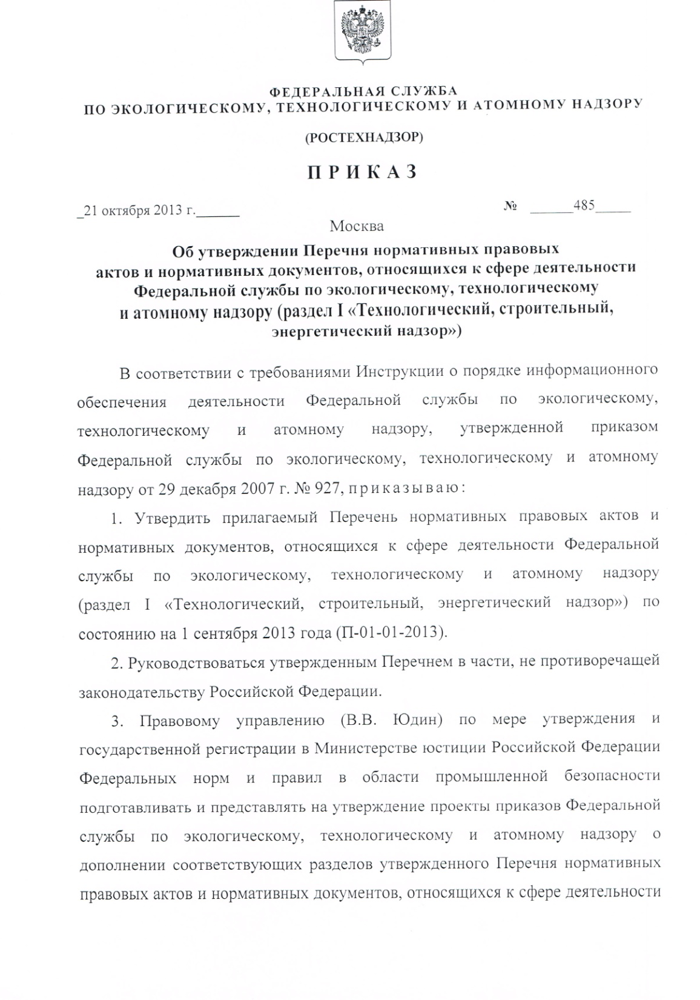 ФЕДЕРАЛЬНАЯ СЛУЖБА
ПО ЭКОЛОГИЧЕСКОМУ, ТЕХНОЛОГИЧЕСКОМУ И АТОМНОМУ НАДЗОРУ
(РОСТЕХНАДЗОР)
П Р И К А З
_21 октября 2013 г.______ № ______485_____
Москва
Об утверждении Перечня нормативных правовых
актов и нормативных документов, относящихся к сфере деятельности
Федеральной службы по экологическому, технологическому
и атомному надзору (раздел I «Технологический, строительный,
энергетический надзор»)
В соответствии с требованиями Инструкции о порядке информационного
обеспечения деятельности Федеральной службы по экологическому,
технологическому и атомному надзору, утвержденной приказом
Федеральной службы по экологическому, технологическому и атомному
надзору от 29 декабря 2007 г. № 927, п р и к а з ы в а ю :
1. Утвердить прилагаемый Перечень нормативных правовых актов и
нормативных документов, относящихся к сфере деятельности Федеральной
службы по экологическому, технологическому и атомному надзору
(раздел I «Технологический, строительный, энергетический надзор») по
состоянию на 1 сентября 2013 года (П-01-01-2013).
2. Руководствоваться утвержденным Перечнем в части, не противоречащей
законодательству Российской Федерации.
3. Правовому управлению (В.В. Юдин) по мере утверждения и
государственной регистрации в Министерстве юстиции Российской Федерации
Федеральных норм и правил в области промышленной безопасности
подготавливать и представлять на утверждение проекты приказов Федеральной
службы по экологическому, технологическому и атомному надзору о
дополнении соответствующих разделов утвержденного Перечня нормативных
правовых актов и нормативных документов, относящихся к сфере деятельности